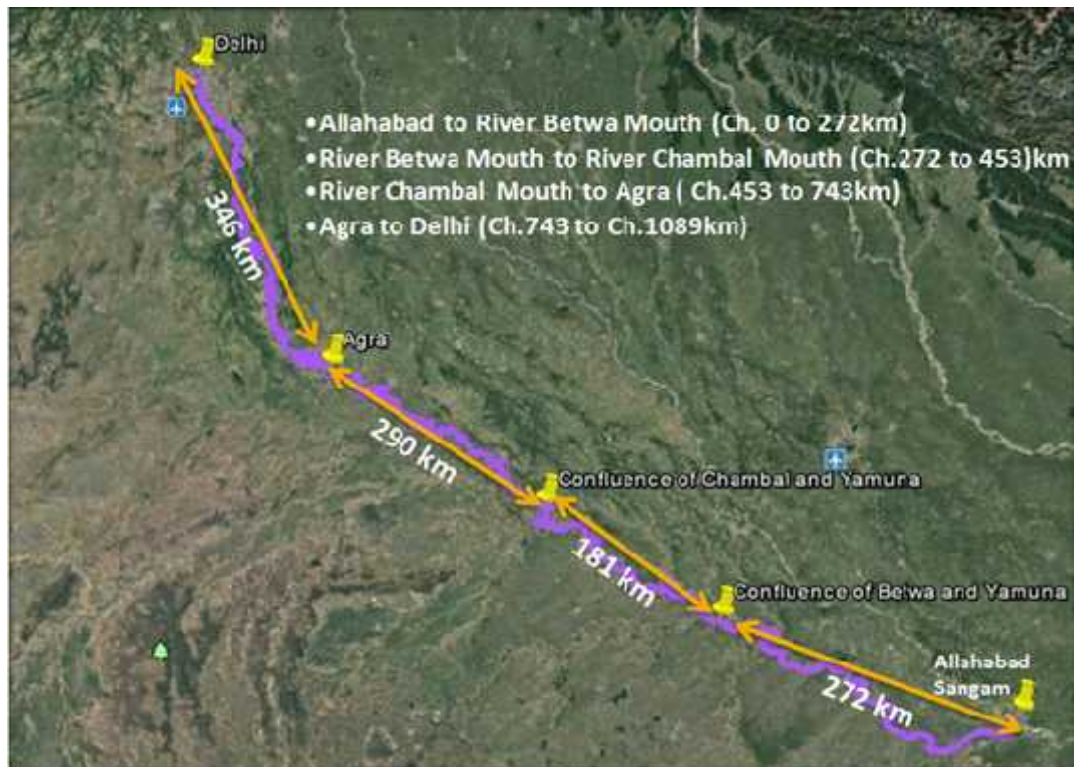 Delhi
•Allahabad to River Betwa Mouth (Ch. 0 to 272km)
•River Betwa Mouth to River Chambal Mouth (Ch.272 to 453)km
•River Chambal Mouth to Agra ( Ch.453 to 743km)
•Agra to Delhi (Ch.743 to Ch.1089km)
346 km
Agra
290 km
Confluence of Chambal and Yamuna
181 km
Confluence of Betwa and Yamuna
Allahabad
Sangam
272 km